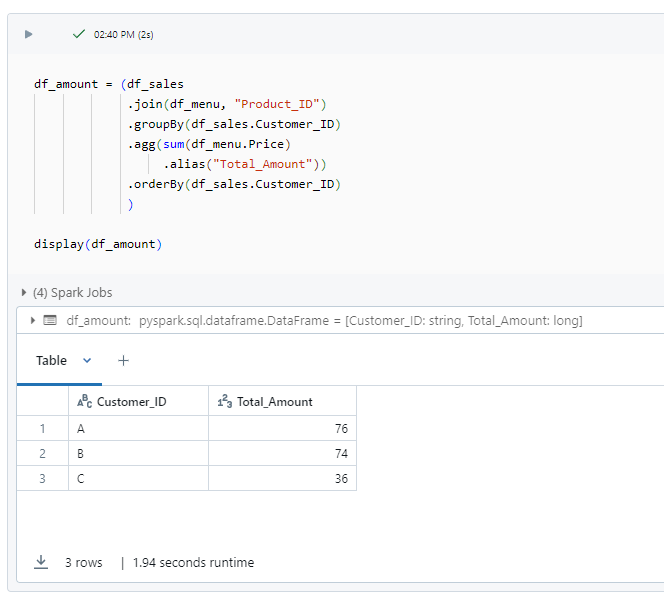 02:40 PM (2s)
df_amount = (df_sales
.join(df_menu, "Product_ID")
.groupBy(df_sales.Customer_ID)
.agg(sum(df_menu.Price)
.alias("Total_Amount"))
.orderBy(df_sales.Customer_ID)
)
display(df_amount)
(4) Spark Jobs
df_amount: pyspark.sql.dataframe.DataFrame = [Customer_ID: string, Total_Amount: long]
Table
ABC Customer_ID 123 Total_Amount
1 A 76
2 B 74
3 C 36
3 rows | 1.94 seconds runtime